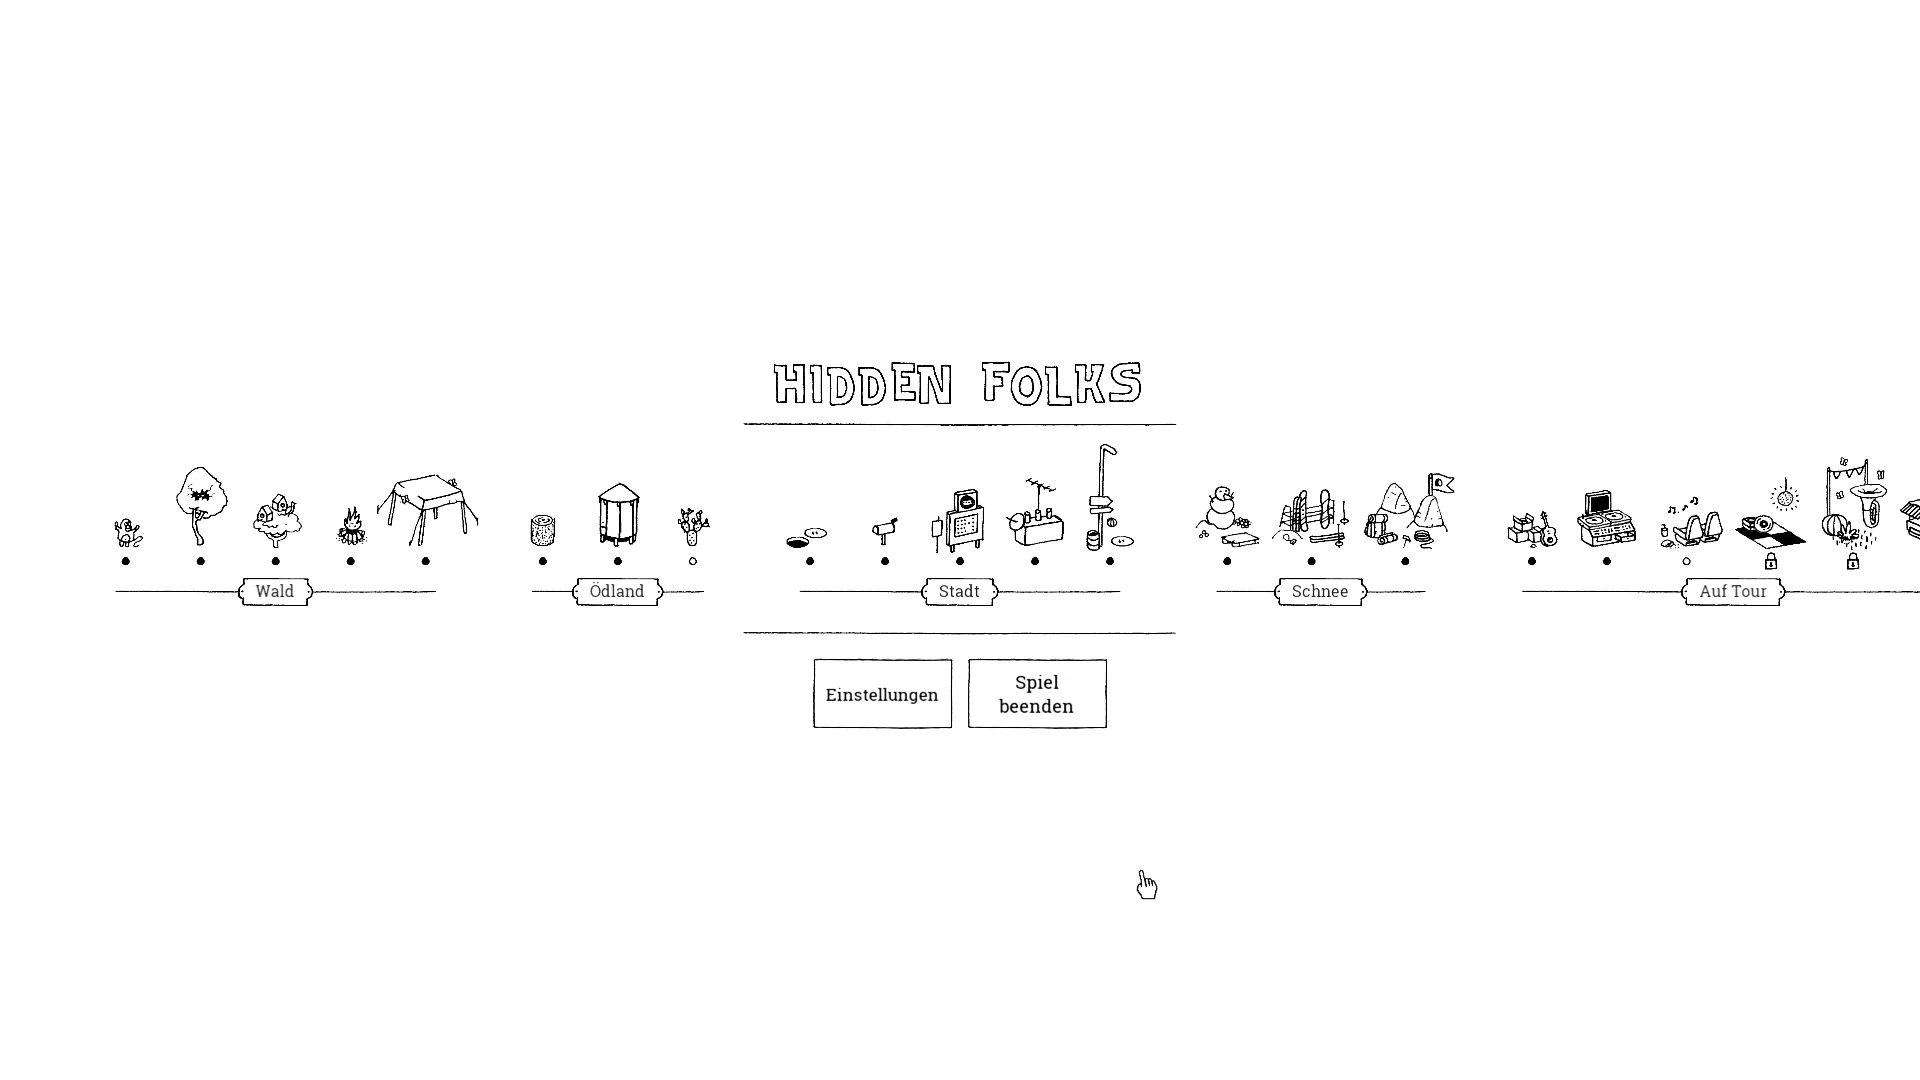 HIDDEN FOLKS
Wald
Ödland
Stadt
Schnee
Auf Tour
Einstellungen
Spiel
beenden